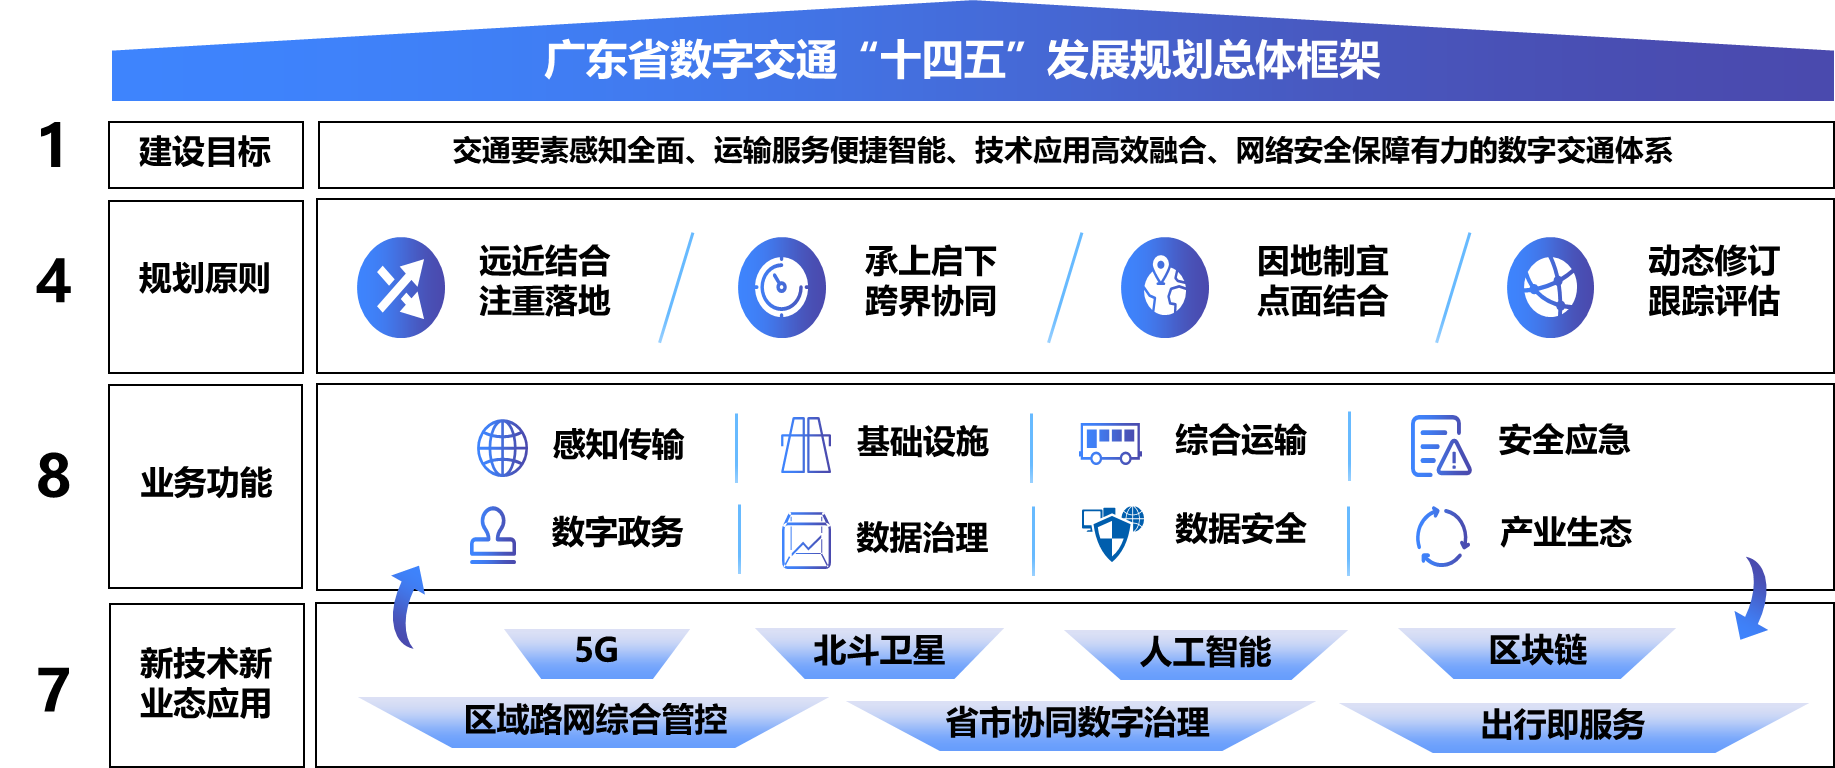 广东省数字交通“十四五”发展规划总体框架
1
建设目标
交通要素感知全面、运输服务便捷智能、技术应用高效融合、网络安全保障有力的数字交通体系
4
规划原则
远近结合
注重落地
承上启下
跨界协同
因地制宜
点面结合
动态修订
跟踪评估
8
业务功能
感知传输
基础设施
综合运输
安全应急
数字政务
数据治理
数据安全
产业生态
7
新技术新
业态应用
5G
北斗卫星
人工智能
区块链
区域路网综合管控
省市协同数字治理
出行即服务